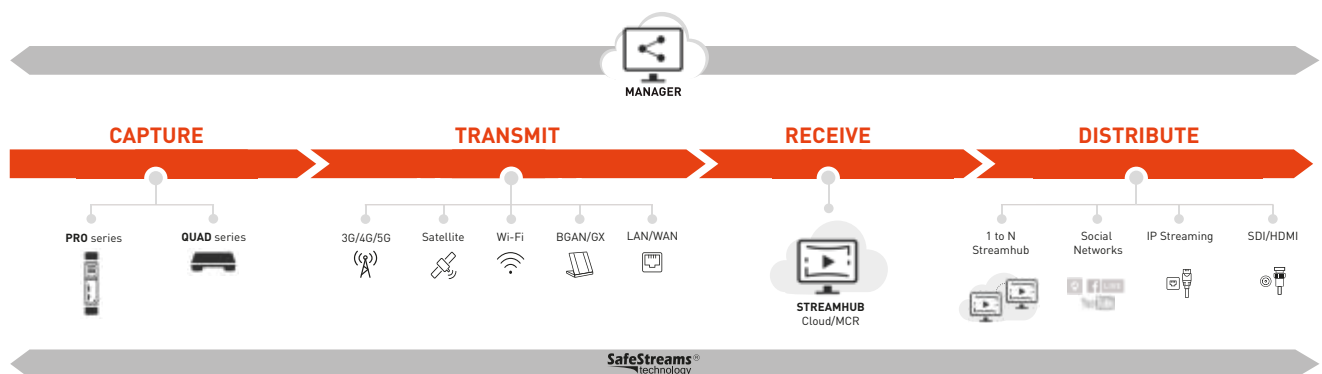 MANAGER
CAPTURE
TRANSMIT
RECEIVE
DISTRIBUTE
PRO series
QUAD series
3G/4G/5G
Satellite
Wi-Fi
BGAN/GX
LAN/WAN
STREAMHUB
Cloud/MCR
1 to N
Streamhub
Social
Networks
IP Streaming
SDI/HDMI
SafeStreams®
technology